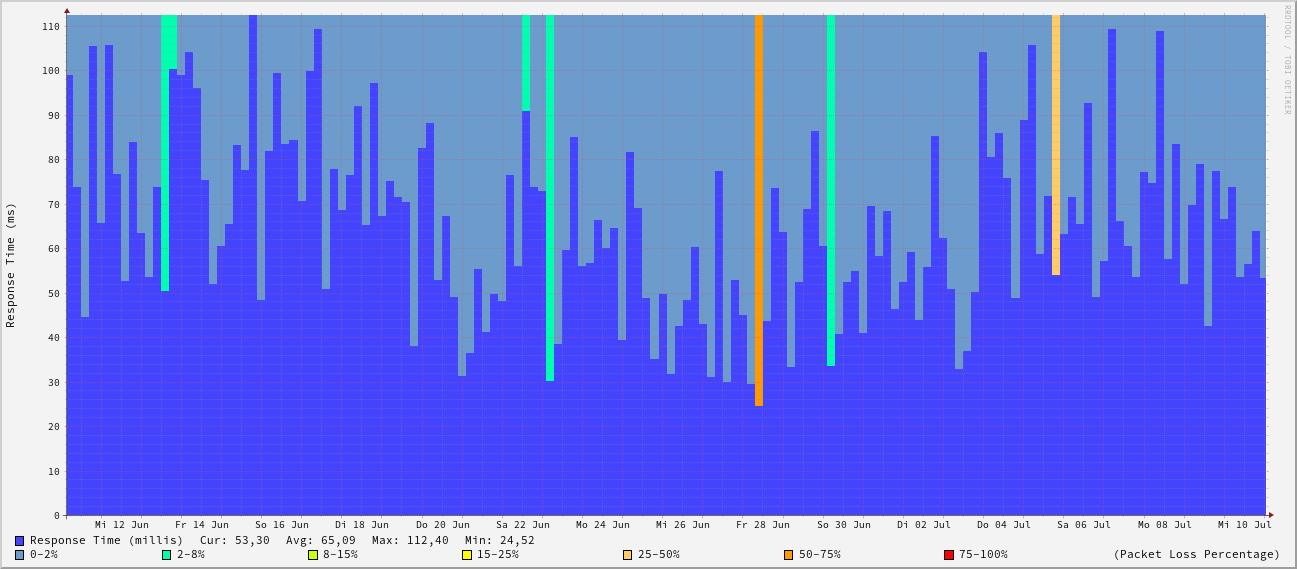 RRDTOOL / TOBI OETIKER
Response Time (ms)
110
100
90
80
70
60
50
40
30
20
10
0
Mi 12 Jun Fr 14 Jun So 16 Jun Di 18 Jun Do 20 Jun Sa 22 Jun Mo 24 Jun Mi 26 Jun Fr 28 Jun So 30 Jun Di 02 Jul Do 04 Jul Sa 06 Jul Mo 08 Jul Mi 10 Jul
Response Time (millis) Cur: 53,30 Avg: 65,09 Max: 112,40 Min: 24,52
0-2% 2-8% 8-15% 15-25% 25-50% 50-75% 75-100% (Packet Loss Percentage)